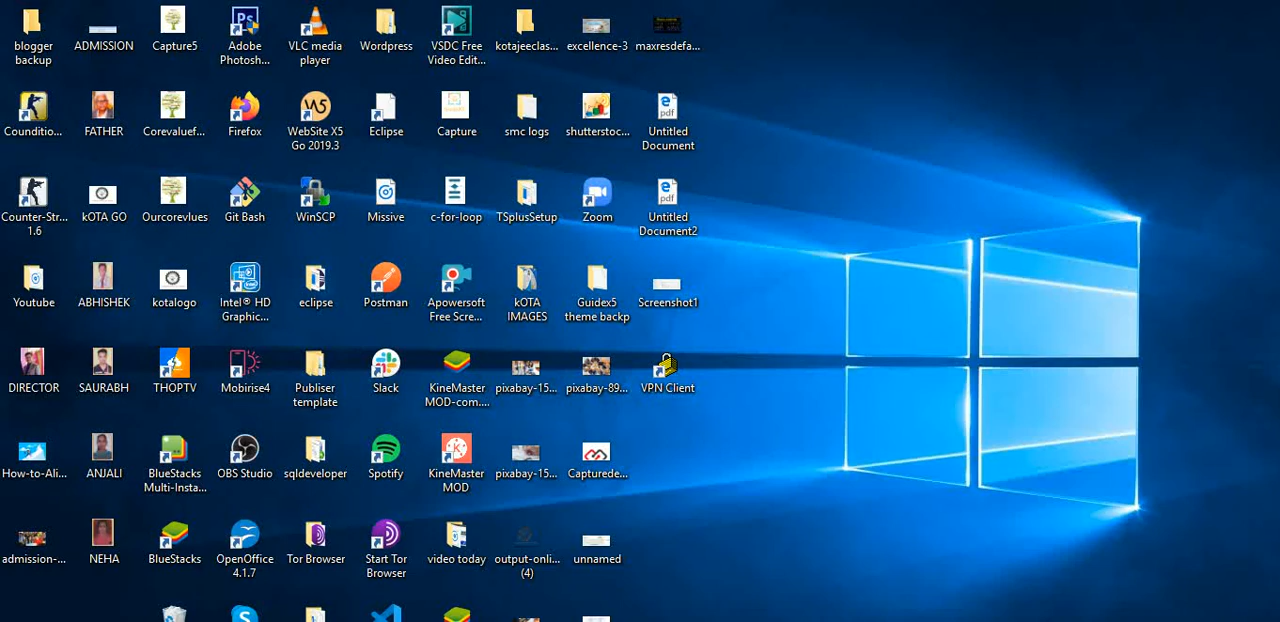 blogger
backup
ADMISSION
Capture5
Adobe
Photosh...
VLC media
player
Wordpress
VSDC Free
Video Edit...
kotajeeclas...
excellence-3
maxresdefa...
Counditio...
FATHER
Corevaluef...
Firefox
WebSite X5
Go 2019.3
Eclipse
Capture
smc logs
shutterstoc...
Untitled
Document
Counter-Str...
1.6
kOTA GO
Ourcorevlues
Git Bash
WinSCP
Missive
c-for-loop
TSplusSetup
Zoom
Untitled
Document2
Youtube
ABHISHEK
kotalogo
Intel® HD
Graphic...
eclipse
Postman
Apowersoft
Free Scre...
kOTA
IMAGES
Guidex5
theme backp
Screenshot1
DIRECTOR
SAURABH
THOPTV
Mobirise4
Publiser
template
Slack
KineMaster
MOD-com....
pixabay-15...
pixabay-89...
VPN Client
How-to-Ali...
ANJALI
BlueStacks
Multi-Insta...
OBS Studio
sqldeveloper
Spotify
KineMaster
MOD
pixabay-15...
Capturede...
admission-...
NEHA
BlueStacks
OpenOffice
4.1.7
Tor Browser
Start Tor
Browser
video today
output-onli...
(4)
unnamed